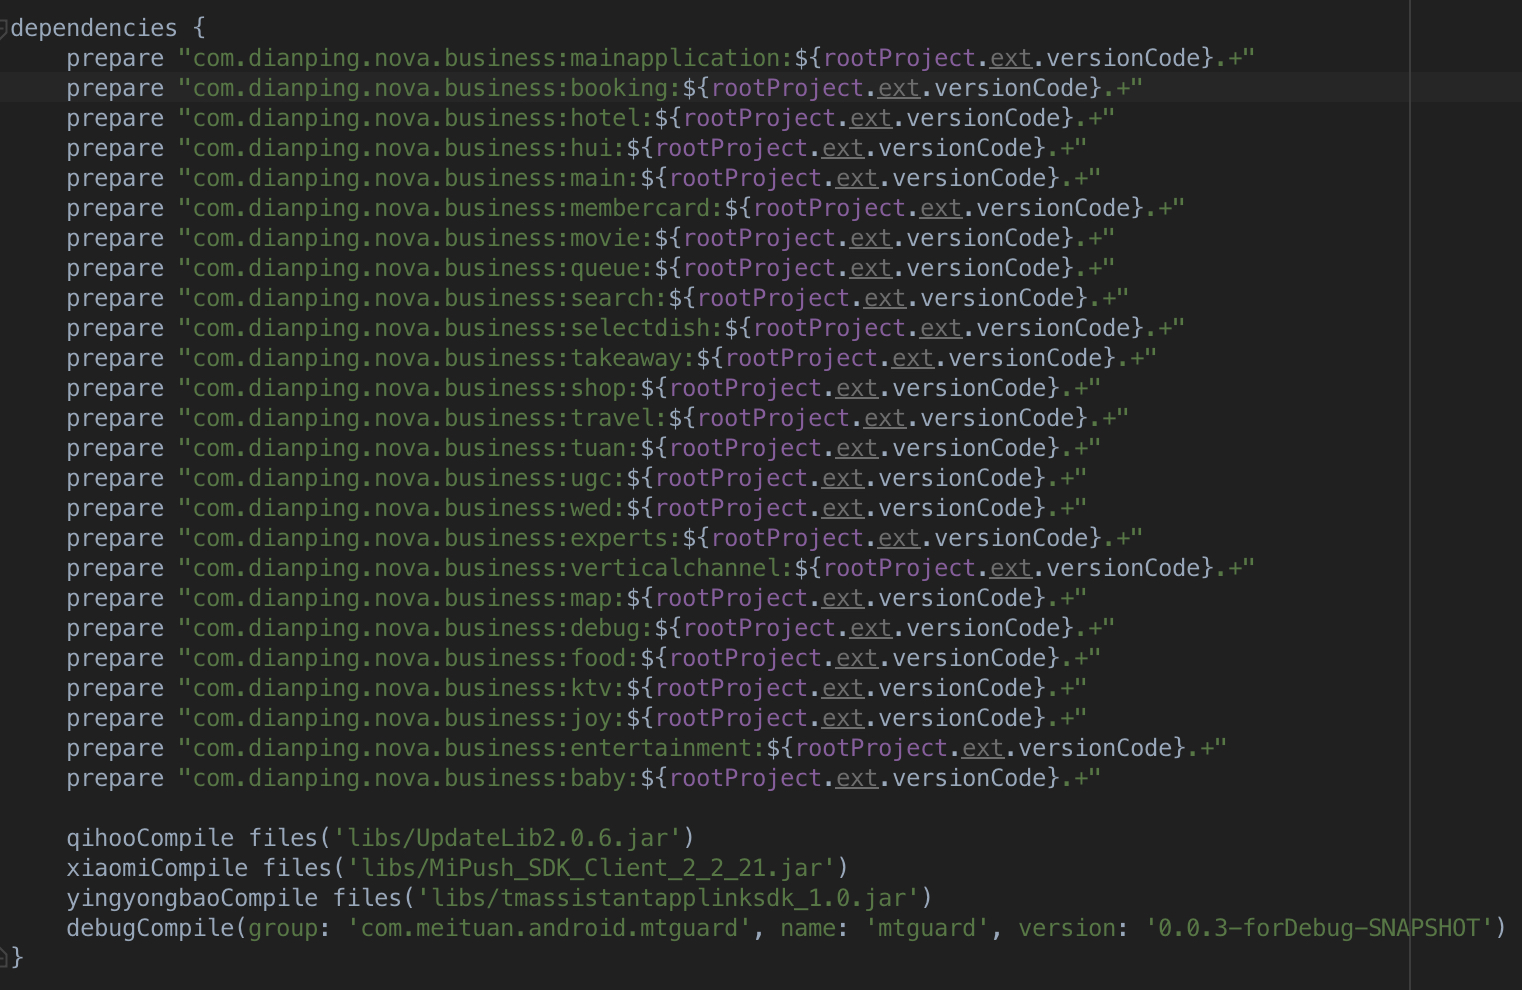 dependencies {
    prepare "com.dianping.nova.business:mainapplication:${rootProject.ext.versionCode}.+"
    prepare "com.dianping.nova.business:booking:${rootProject.ext.versionCode}.+"
    prepare "com.dianping.nova.business:hotel:${rootProject.ext.versionCode}.+"
    prepare "com.dianping.nova.business:hui:${rootProject.ext.versionCode}.+"
    prepare "com.dianping.nova.business:main:${rootProject.ext.versionCode}.+"
    prepare "com.dianping.nova.business:membercard:${rootProject.ext.versionCode}.+"
    prepare "com.dianping.nova.business:movie:${rootProject.ext.versionCode}.+"
    prepare "com.dianping.nova.business:queue:${rootProject.ext.versionCode}.+"
    prepare "com.dianping.nova.business:search:${rootProject.ext.versionCode}.+"
    prepare "com.dianping.nova.business:selectdish:${rootProject.ext.versionCode}.+"
    prepare "com.dianping.nova.business:takeaway:${rootProject.ext.versionCode}.+"
    prepare "com.dianping.nova.business:shop:${rootProject.ext.versionCode}.+"
    prepare "com.dianping.nova.business:travel:${rootProject.ext.versionCode}.+"
    prepare "com.dianping.nova.business:tuan:${rootProject.ext.versionCode}.+"
    prepare "com.dianping.nova.business:ugc:${rootProject.ext.versionCode}.+"
    prepare "com.dianping.nova.business:wed:${rootProject.ext.versionCode}.+"
    prepare "com.dianping.nova.business:experts:${rootProject.ext.versionCode}.+"
    prepare "com.dianping.nova.business:verticalchannel:${rootProject.ext.versionCode}.+"
    prepare "com.dianping.nova.business:map:${rootProject.ext.versionCode}.+"
    prepare "com.dianping.nova.business:debug:${rootProject.ext.versionCode}.+"
    prepare "com.dianping.nova.business:food:${rootProject.ext.versionCode}.+"
    prepare "com.dianping.nova.business:ktv:${rootProject.ext.versionCode}.+"
    prepare "com.dianping.nova.business:joy:${rootProject.ext.versionCode}.+"
    prepare "com.dianping.nova.business:entertainment:${rootProject.ext.versionCode}.+"
    prepare "com.dianping.nova.business:baby:${rootProject.ext.versionCode}.+"

    qihooCompile files('libs/UpdateLib2.0.6.jar')
    xiaomiCompile files('libs/MiPush_SDK_Client_2_2_21.jar')
    yingyongbaoCompile files('libs/tmassistantapplinksdk_1.0.jar')
    debugCompile(group: 'com.meituan.android.mtguard', name: 'mtguard', version: '0.0.3-forDebug-SNAPSHOT')
}